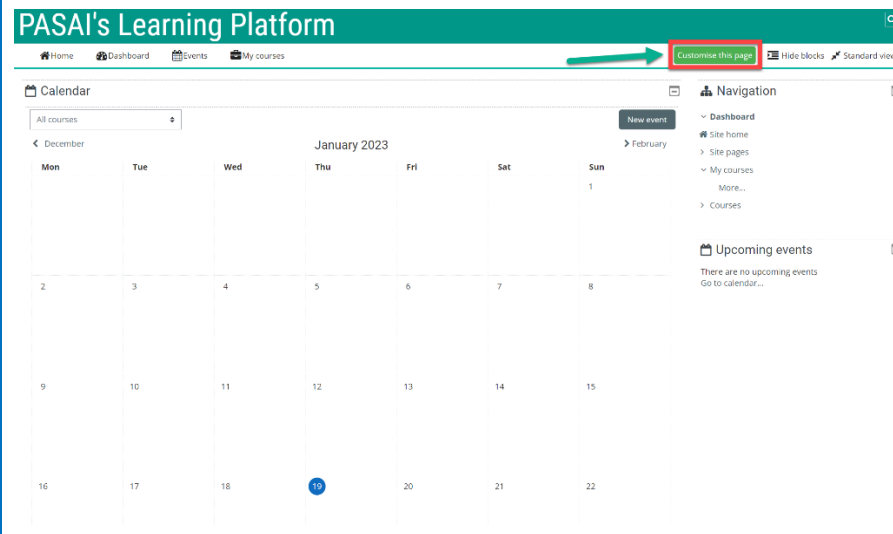 PASAI's Learning Platform
Home Dashboard Events My courses Customise this page Hide blocks Standard view
Calendar
All courses New event
December January 2023 February
Mon Tue Wed Thu Fri Sat Sun
1
2 3 4 5 6 7 8
9 10 11 12 13 14 15
16 17 18 19 20 21 22
Navigation
Dashboard
Site home
Site pages
My courses
More...
Courses
Upcoming events
There are no upcoming events
Go to calendar...